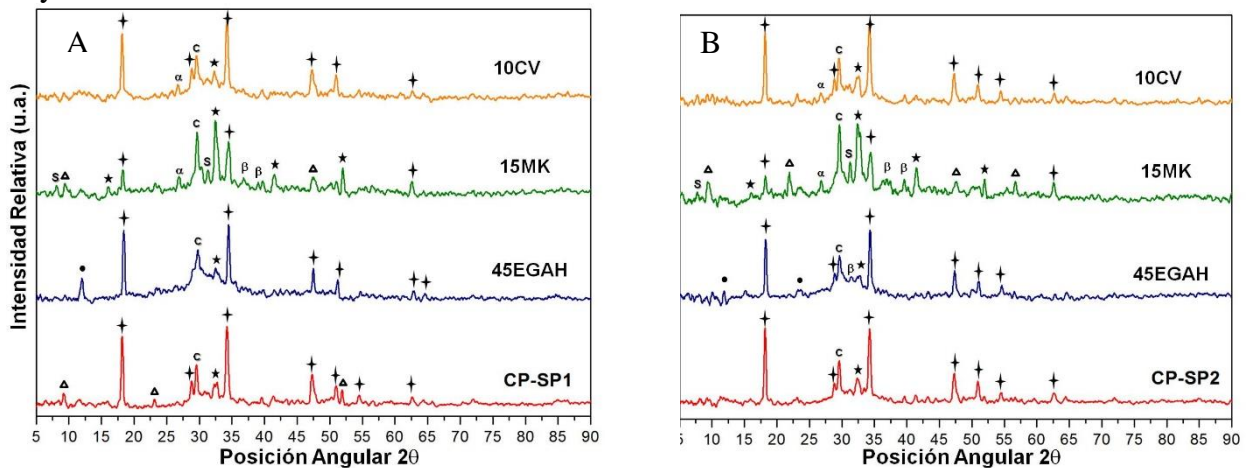 A
10CV
15MK
45EGAH
CP-SP1
Intensidad Relativa (u.a.)
α C
S α C S β β
C
C
5 10 15 20 25 30 35 40 45 50 55 60 65 70 75 80 85 90
Posición Angular 2θ
B
10CV
15MK
45EGAH
CP-SP2
α C
S α C S β β
C β
C
5 10 15 20 25 30 35 40 45 50 55 60 65 70 75 80 85 90
Posición Angular 2θ